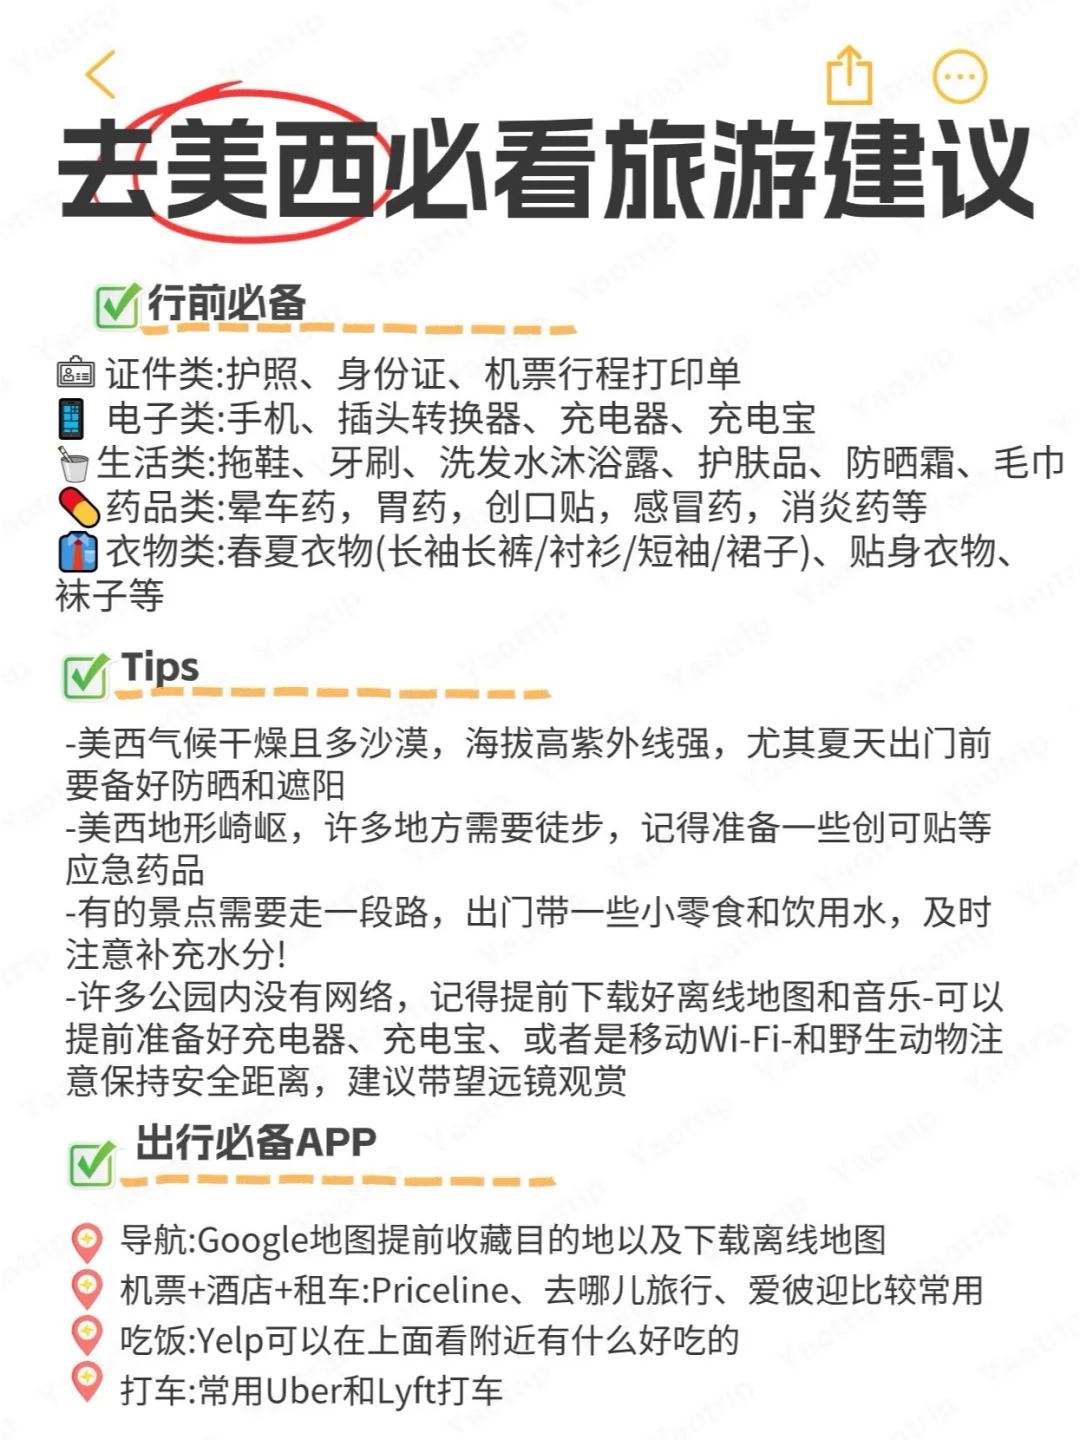 去美西必看旅游建议
行前必备
证件类:护照、身份证、机票行程打印单
电子类:手机、插头转换器、充电器、充电宝
生活类:拖鞋、牙刷、洗发水沐浴露、护肤品、防晒霜、毛巾
药品类:晕车药，胃药，创口贴，感冒药，消炎药等
衣物类:春夏衣物(长袖长裤/衬衫/短袖/裙子)、贴身衣物、
袜子等
Tips
-美西气候干燥且多沙漠，海拔高紫外线强，尤其夏天出门前
要备好防晒和遮阳
-美西地形崎岖，许多地方需要徒步，记得准备一些创可贴等
应急药品
-有的景点需要走一段路，出门带一些小零食和饮用水，及时
注意补充水分!
-许多公园内没有网络，记得提前下载好离线地图和音乐-可以
提前准备好充电器、充电宝、或者是移动Wi-Fi-和野生动物注
意保持安全距离，建议带望远镜观赏
出行必备APP
导航:Google地图提前收藏目的地以及下载离线地图
机票+酒店+租车:Priceline、去哪儿旅行、爱彼迎比较常用
吃饭:Yelp可以在上面看附近有什么好吃的
打车:常用Uber和Lyft打车